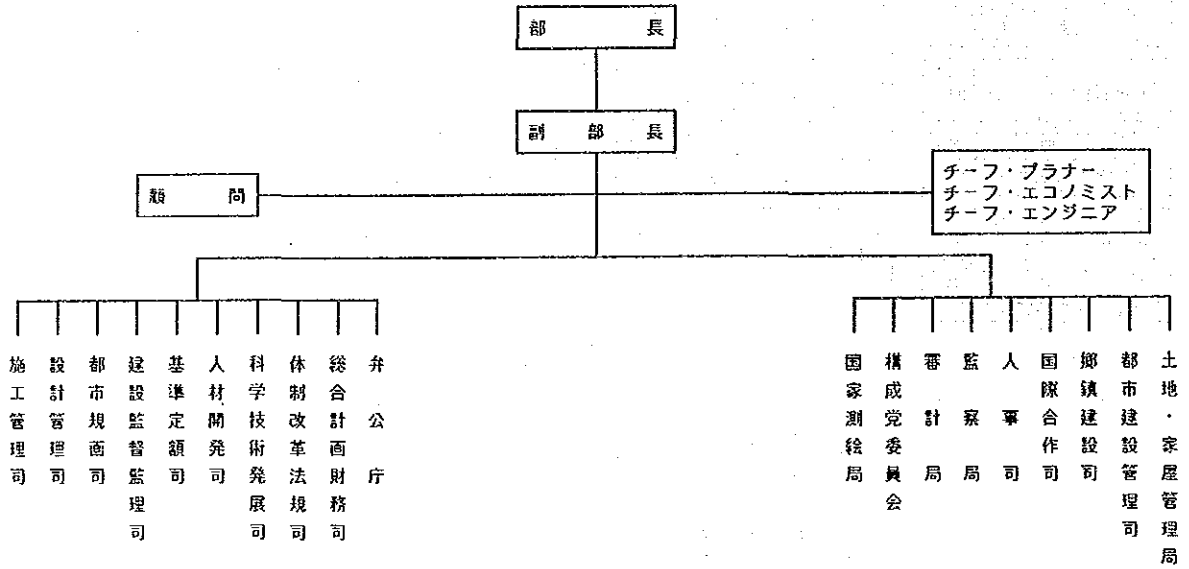 部長
副部長
顧問
チーフ・プラナー
チーフ・エコノミスト
チーフ・エンジニア
施工管理司
設計管理司
都市規画司
建設監督監理司
基準定額司
人材開発司
科学技術発展司
体制改革法規司
総合計画財務司
弁公庁
国家測絵局
構成党委員会
審計局
監察局
人事司
国際合作司
郷鎮建設司
都市建設管理司
土地・家屋管理局